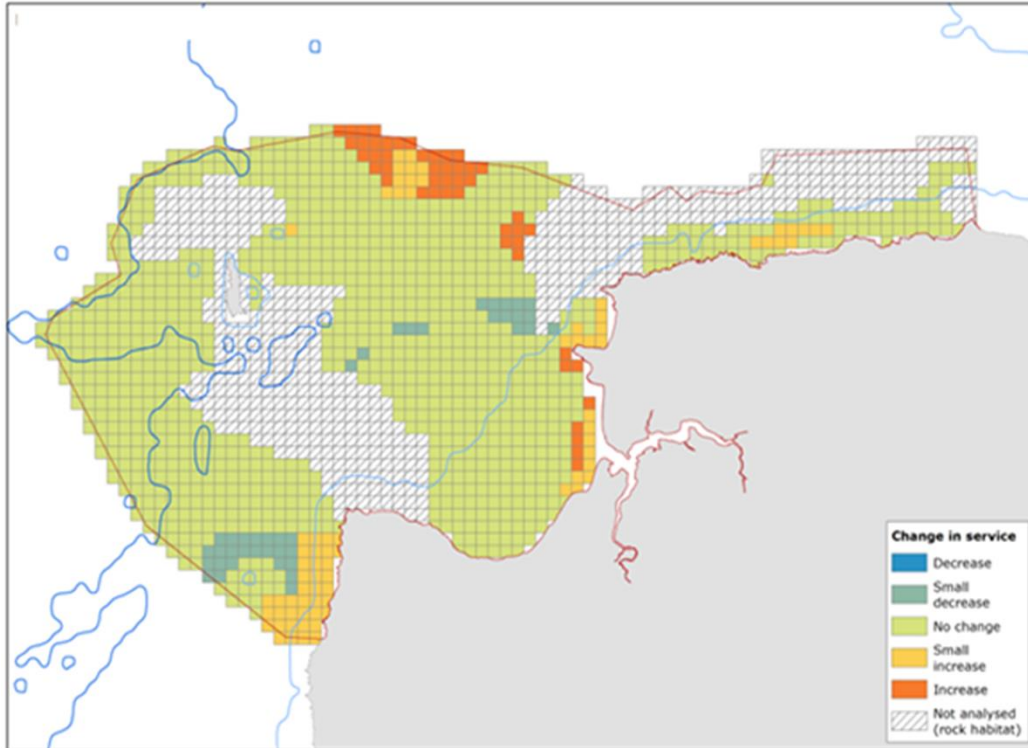 Change in service
Decrease
Small
decrease
No change
Small
increase
Increase
Not analysed
(rock habitat)